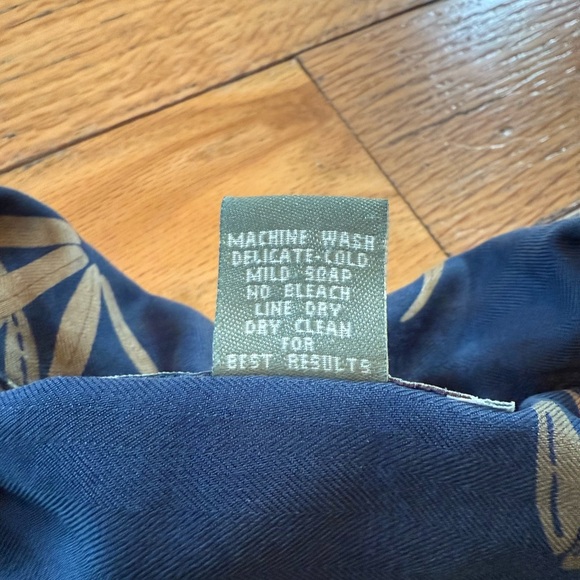 MACHINE WASH
DELICATE-COLD
MILD SOAP
NO BLEACH
LINE DRY
DRY CLEAN
FOR
BEST RESULTS